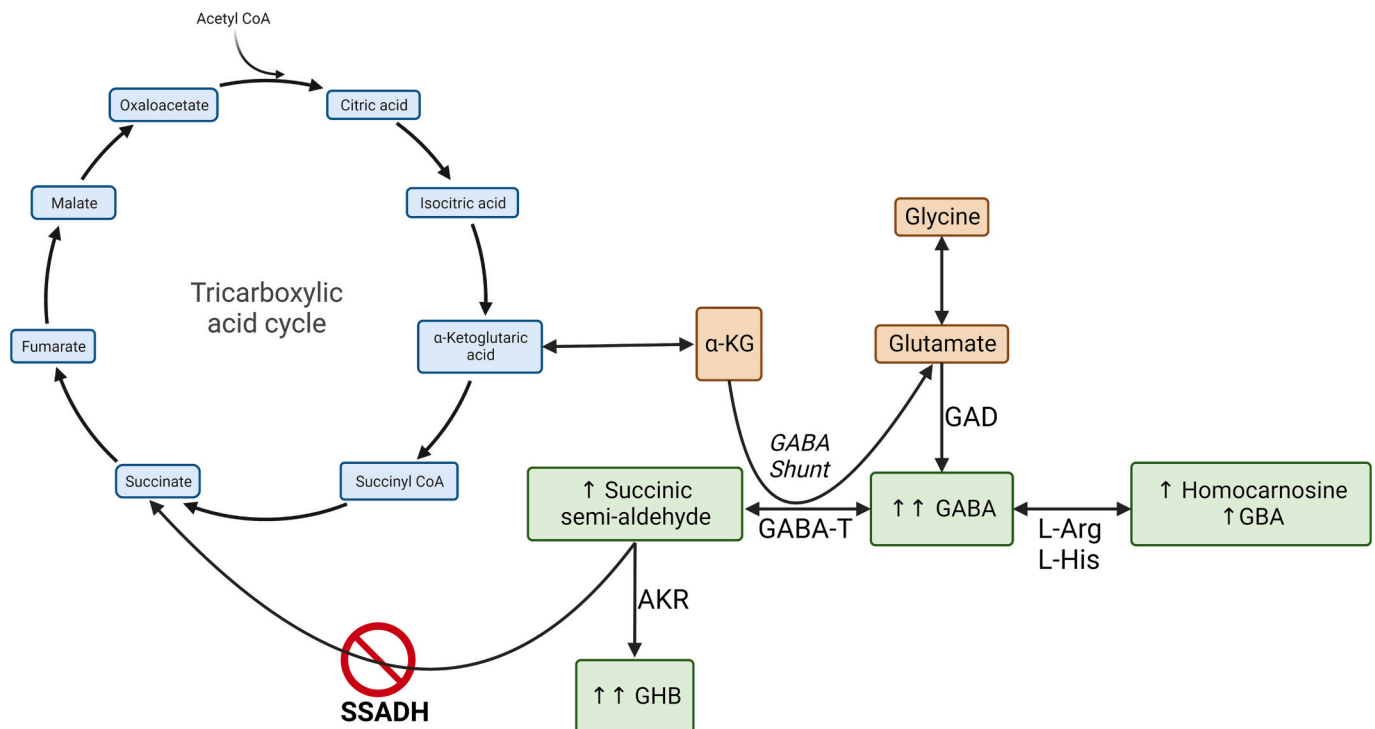 Acetyl CoA
Oxaloacetate
Citric acid
Malate
Isocitric acid
Glycine
Tricarboxylic
acid cycle
Fumarate
α-Ketoglutaric
acid
α-KG
Glutamate
GAD
GABA
Shunt
Succinate
Succinyl CoA
↑ Succinic
semi-aldehyde
GABA-T
↑↑ GABA
L-Arg
L-His
↑ Homocarnosine
↑GBA
AKR
SSADH
↑↑ GHB